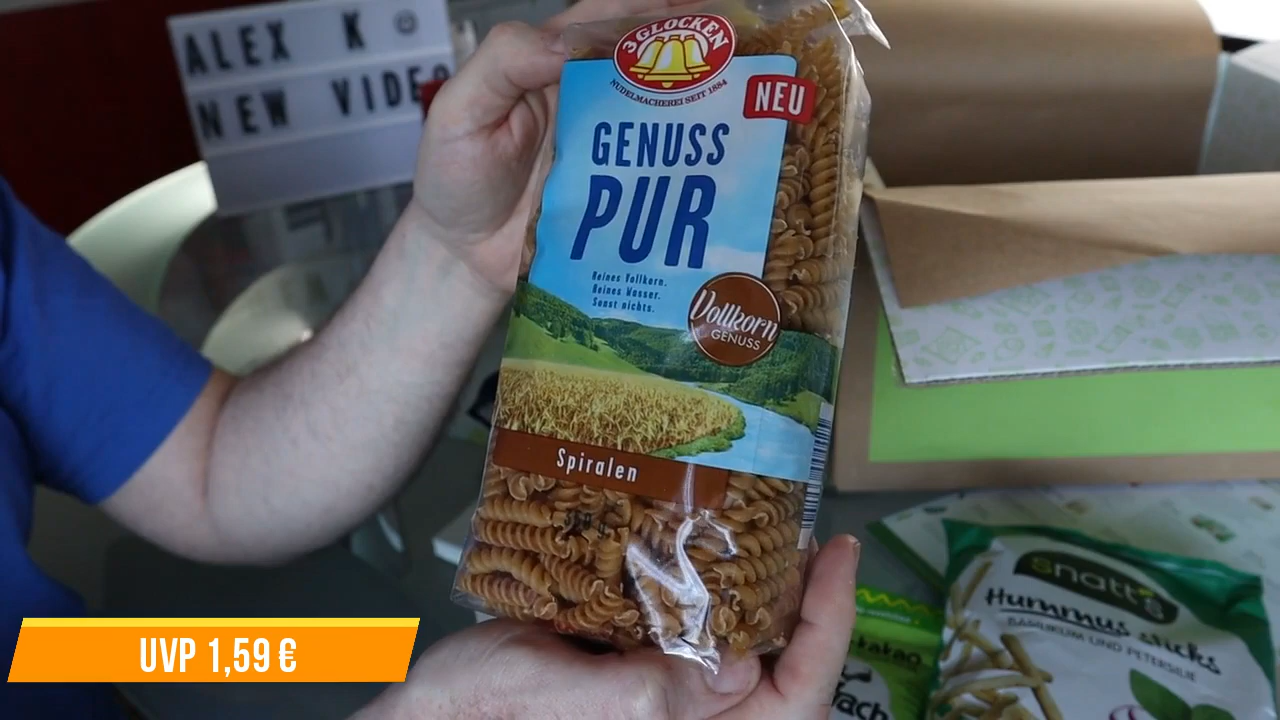 ALEX K ☺
NEW VIDEO
3 GLOCKEN
NUDELMACHEREI SEIT 1884
NEU
GENUSS
PUR
Reines Vollkorn.
Reines Wasser.
Sonst nichts.
Vollkorn
GENUSS
Spiralen
snatt's
Hummus sticks
BASILIKUM UND PETERSILIE
kakao
UVP 1,59 €